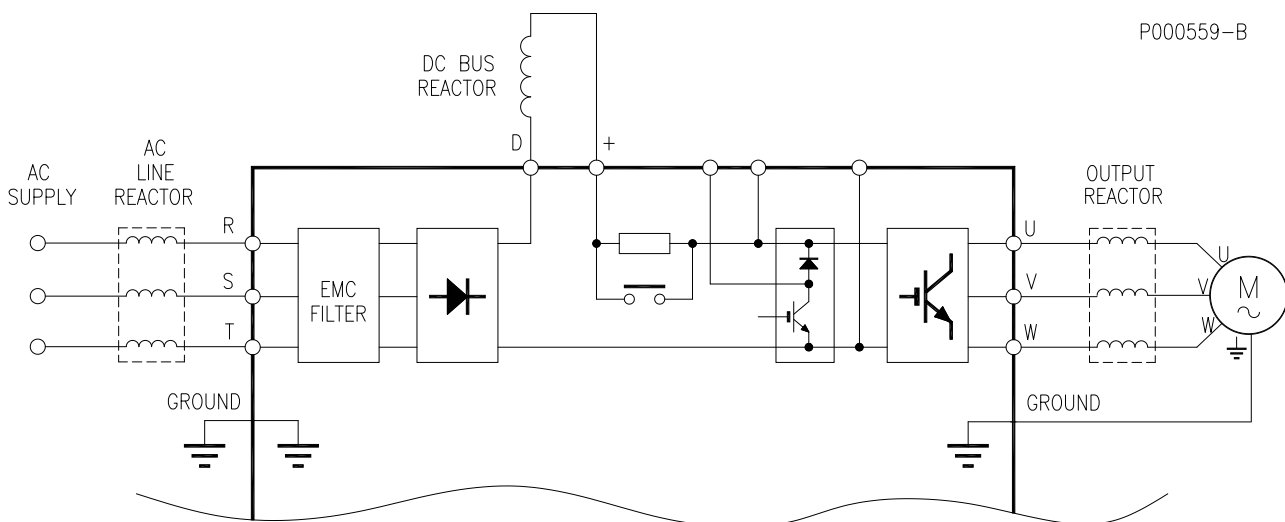 P000559-B
DC BUS
REACTOR
D
+
AC
SUPPLY
AC
LINE
REACTOR
OUTPUT
REACTOR
R
S
T
EMC
FILTER
U
V
W
U
V
W
M
GROUND
GROUND